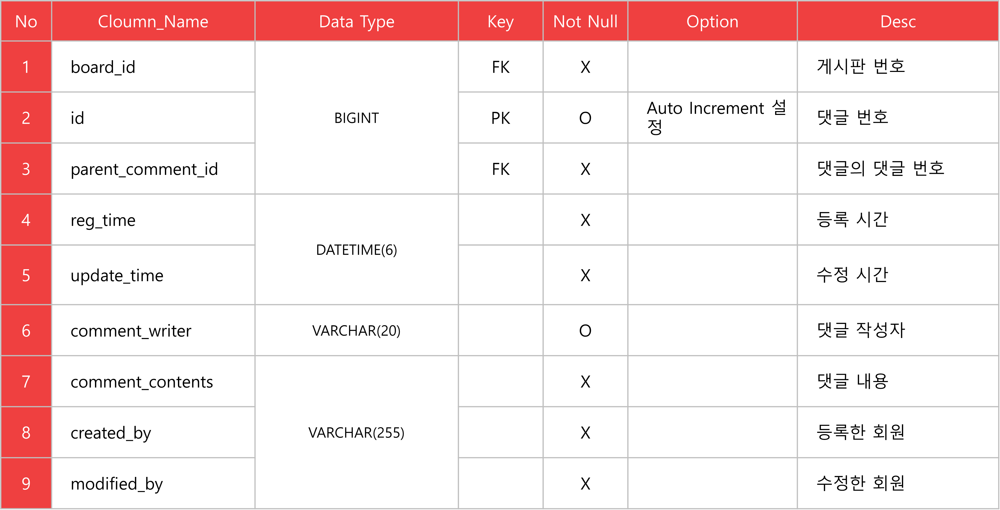 No Cloumn_Name Data Type Key Not Null Option Desc
1 board_id BIGINT FK X 게시판 번호
2 id PK O Auto Increment 설
정 댓글 번호
3 parent_comment_id FK X 댓글의 댓글 번호
4 reg_time DATETIME(6) X 등록 시간
5 update_time X 수정 시간
6 comment_writer VARCHAR(20) O 댓글 작성자
7 comment_contents VARCHAR(255) X 댓글 내용
8 created_by X 등록한 회원
9 modified_by X 수정한 회원